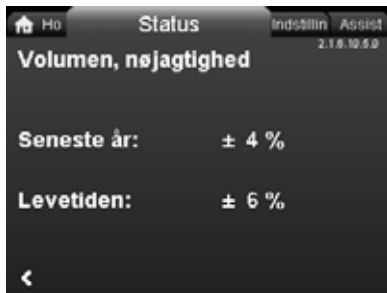 Ho Status Indstillin Assist
2.1.6.10.5.0
Volumen, nøjagtighed
Seneste år: ± 4 %
Levetiden: ± 6 %